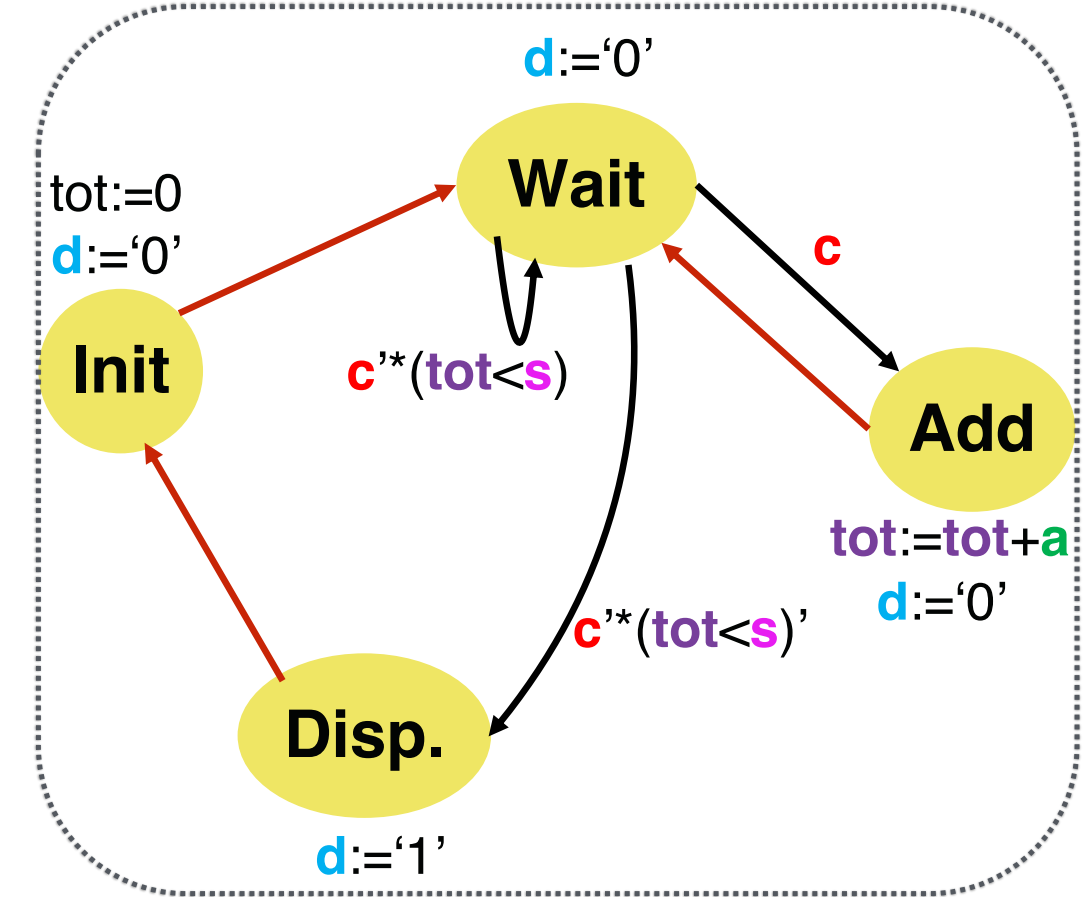 d:=‘0’
Wait
tot:=0
d:=‘0’
c
Init
c’*(tot<s)
Add
tot:=tot+a
d:=‘0’
c’*(tot<s)’
Disp.
d:=‘1’